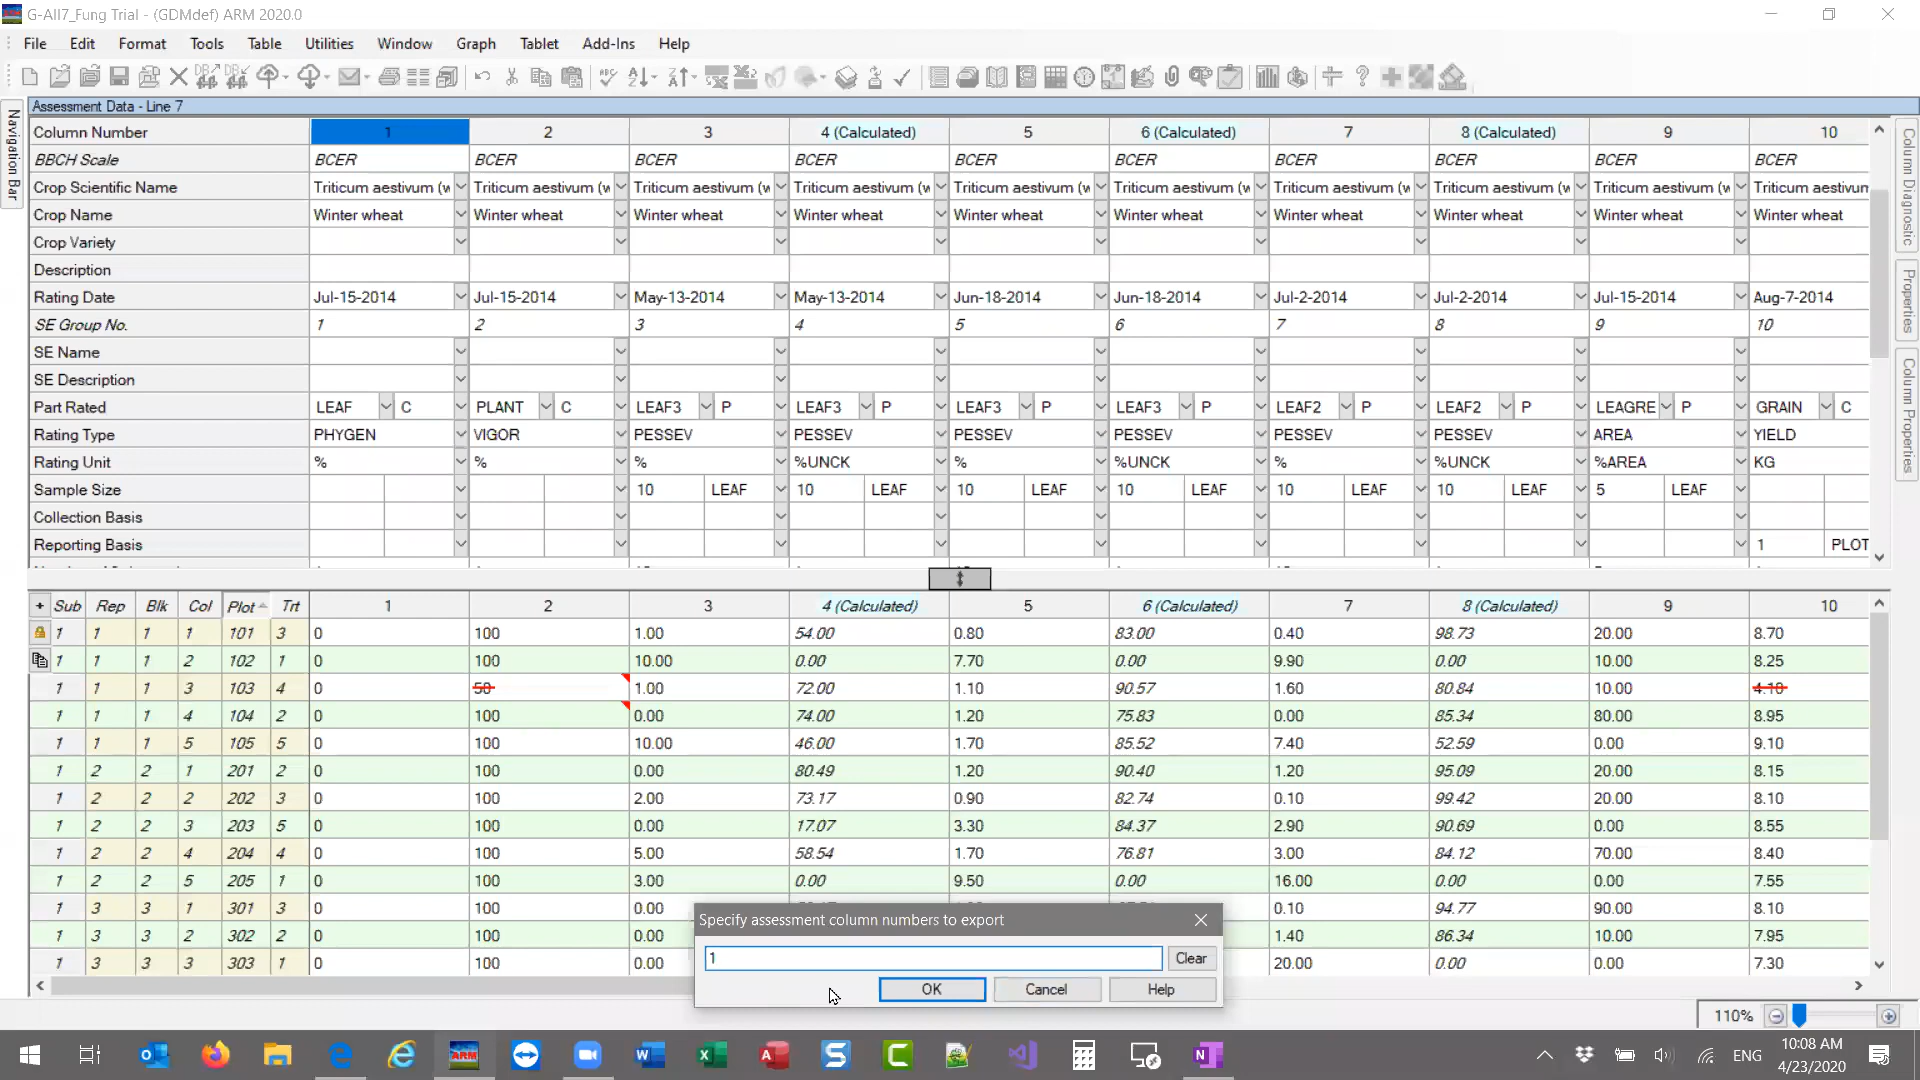 G-All7_Fung Trial - (GDMdef) ARM 2020.0
File Edit Format Tools Table Utilities Window Graph Tablet Add-Ins Help
Assessment Data - Line 7
Navigation Bar
Column Diagnostic
Properties
Column Properties
Column Number 1 2 3 4 (Calculated) 5 6 (Calculated) 7 8 (Calculated) 9 10
BBCH Scale BCER BCER BCER BCER BCER BCER BCER BCER BCER BCER
Crop Scientific Name Triticum aestivum (w Triticum aestivum (w Triticum aestivum (w Triticum aestivum (w Triticum aestivum (w Triticum aestivum (w Triticum aestivum (w Triticum aestivum (w Triticum aestivum (w Triticum aestivum
Crop Name Winter wheat Winter wheat Winter wheat Winter wheat Winter wheat Winter wheat Winter wheat Winter wheat Winter wheat Winter wheat
Crop Variety
Description
Rating Date Jul-15-2014 Jul-15-2014 May-13-2014 May-13-2014 Jun-18-2014 Jun-18-2014 Jul-2-2014 Jul-2-2014 Jul-15-2014 Aug-7-2014
SE Group No. 1 2 3 4 5 6 7 8 9 10
SE Name
SE Description
Part Rated LEAF C PLANT C LEAF3 P LEAF3 P LEAF3 P LEAF3 P LEAF2 P LEAF2 P LEAGRE P GRAIN C
Rating Type PHYGEN VIGOR PESSEV PESSEV PESSEV PESSEV PESSEV PESSEV AREA YIELD
Rating Unit % % % %UNCK % %UNCK % %UNCK %AREA KG
Sample Size 10 LEAF 10 LEAF 10 LEAF 10 LEAF 10 LEAF 10 LEAF 5 LEAF
Collection Basis
Reporting Basis 1 PLOT
+ Sub Rep Blk Col Plot Trt 1 2 3 4 (Calculated) 5 6 (Calculated) 7 8 (Calculated) 9 10
1 1 1 1 101 3 0 100 1.00 54.00 0.80 83.00 0.40 98.73 20.00 8.70
1 1 1 2 102 1 0 100 10.00 0.00 7.70 0.00 9.90 0.00 10.00 8.25
1 1 1 3 103 4 0 50 1.00 72.00 1.10 90.57 1.60 80.84 10.00 4.10
1 1 1 4 104 2 0 100 0.00 74.00 1.20 75.83 0.00 85.34 80.00 8.95
1 1 1 5 105 5 0 100 10.00 46.00 1.70 85.52 7.40 52.59 0.00 9.10
1 2 2 1 201 2 0 100 0.00 80.49 1.20 90.40 1.20 95.09 20.00 8.15
1 2 2 2 202 3 0 100 2.00 73.17 0.90 82.74 0.10 99.42 20.00 8.10
1 2 2 3 203 5 0 100 0.00 17.07 3.30 84.37 2.90 90.69 0.00 8.55
1 2 2 4 204 4 0 100 5.00 58.54 1.70 76.81 3.00 84.12 70.00 8.40
1 2 2 5 205 1 0 100 3.00 0.00 9.50 0.00 16.00 0.00 0.00 7.55
1 3 3 1 301 3 0 100 0.00 0.10 94.77 90.00 8.10
1 3 3 2 302 2 0 100 0.00 1.40 86.34 10.00 7.95
1 3 3 3 303 1 0 100 0.00 20.00 0.00 0.00 7.30
Specify assessment column numbers to export
1 Clear
OK Cancel Help
110%
ENG
10:08 AM
4/23/2020